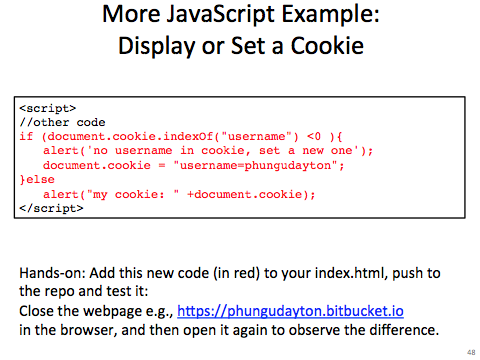 More JavaScript Example:
Display or Set a Cookie
<script>
//other code
if (document.cookie.indexOf("username") <0 ){
alert('no username in cookie, set a new one');
document.cookie = "username=phungudayton";
}else
alert("my cookie: " +document.cookie);
</script>
Hands-on: Add this new code (in red) to your index.html, push to
the repo and test it:
Close the webpage e.g., https://phungudayton.bitbucket.io
in the browser, and then open it again to observe the difference.
48